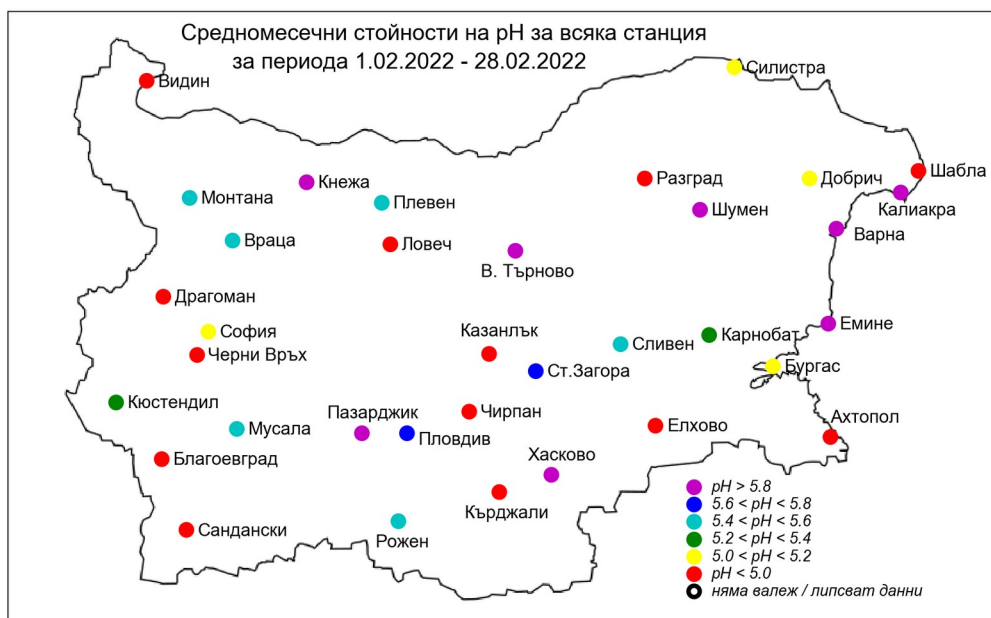 Средномесечни стойности на pH за всяка станция
за периода 1.02.2022 - 28.02.2022
Силистра
Видин
Шабла
Кнежа
Разград
Добрич
Монтана
Плевен
Шумен
Калиакра
Варна
Враца
Ловеч
В. Търново
Драгоман
София
Казанлък
Карнобат
Емине
Черни Връх
Сливен
Ст.Загора
Бургас
Кюстендил
Пазарджик
Чирпан
Ахтопол
Мусала
Пловдив
Елхово
Благоевград
Хасково
Кърджали
Сандански
Рожен
pH > 5.8
5.6 < pH < 5.8
5.4 < pH < 5.6
5.2 < pH < 5.4
5.0 < pH < 5.2
pH < 5.0
няма валеж / липсват данни